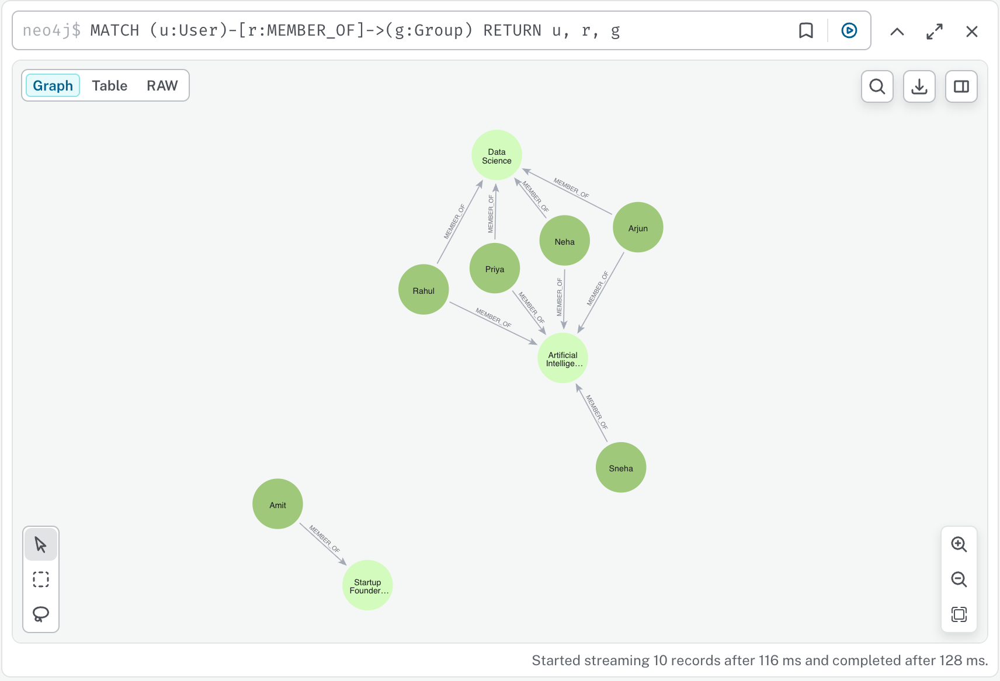 neo4j$ MATCH (u:User)-[r:MEMBER_OF]->(g:Group) RETURN u, r, g
Graph Table RAW
Data
Science
MEMBER_OF
MEMBER_OF
MEMBER_OF
MEMBER_OF
Arjun
Neha
Priya
Rahul
MEMBER_OF
MEMBER_OF
MEMBER_OF
MEMBER_OF
Artificial
Intellige...
MEMBER_OF
Sneha
Amit
MEMBER_OF
Startup
Founder...
Started streaming 10 records after 116 ms and completed after 128 ms.